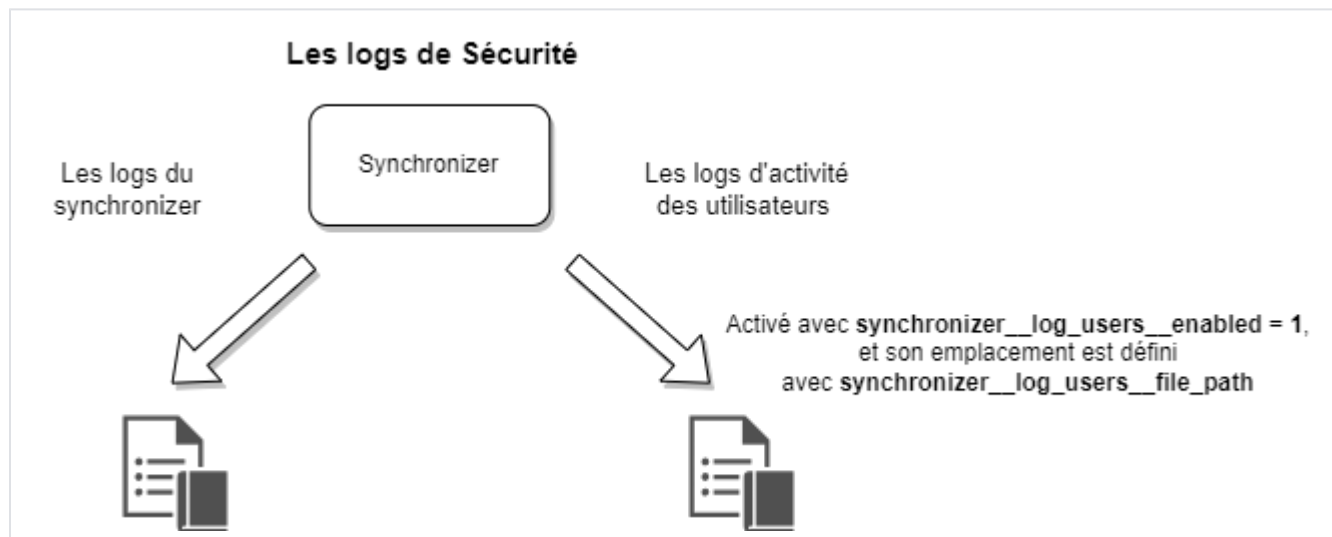 Les logs de Sécurité
Synchronizer
Les logs du
synchronizer
Les logs d'activité
des utilisateurs
Activé avec synchronizer__log_users__enabled = 1,
et son emplacement est défini
avec synchronizer__log_users__file_path